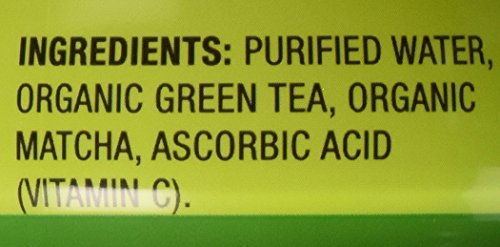 INGREDIENTS: PURIFIED WATER,
ORGANIC GREEN TEA, ORGANIC
MATCHA, ASCORBIC ACID
(VITAMIN C).